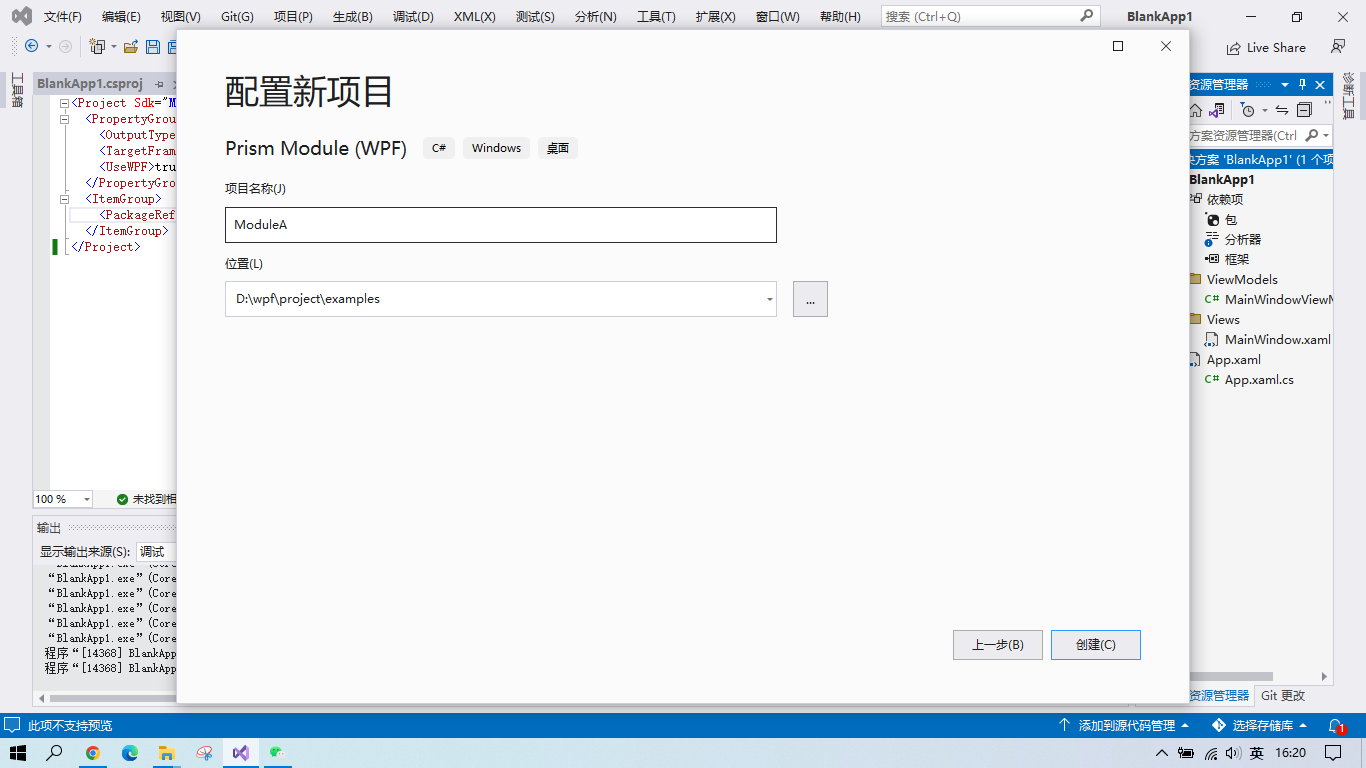 文件(F) 编辑(E) 视图(V) Git(G) 项目(P) 生成(B) 调试(D) XML(X) 测试(S) 分析(N) 工具(T) 扩展(X) 窗口(W) 帮助(H) 搜索 (Ctrl+Q) BlankApp1
Live Share
工具箱
BlankApp1.csproj
<Project Sdk="M
<PropertyGrou
<OutputType
<TargetFram
<UseWPF>tru
</PropertyGro
<ItemGroup>
<PackageRef
</ItemGroup>
</Project>
100 % 未找到相
输出
显示输出来源(S): 调试
“BlankApp1.exe”(Core
“BlankApp1.exe”(Core
“BlankApp1.exe”(Core
“BlankApp1.exe”(Core
“BlankApp1.exe”(Core
“BlankApp1.exe”(Core
程序“[14368] BlankApp
程序“[14368] BlankApp
配置新项目
Prism Module (WPF) C# Windows 桌面
项目名称(J)
ModuleA
位置(L)
D:\wpf\project\examples
...
上一步(B) 创建(C)
资源管理器
方案资源管理器(Ctrl
决方案 'BlankApp1' (1 个项
BlankApp1
依赖项
包
分析器
框架
ViewModels
C# MainWindowViewM
Views
MainWindow.xaml
App.xaml
C# App.xaml.cs
诊断工具
资源管理器 Git 更改
此项不支持预览 添加到源代码管理 选择存储库 1
英 16:20